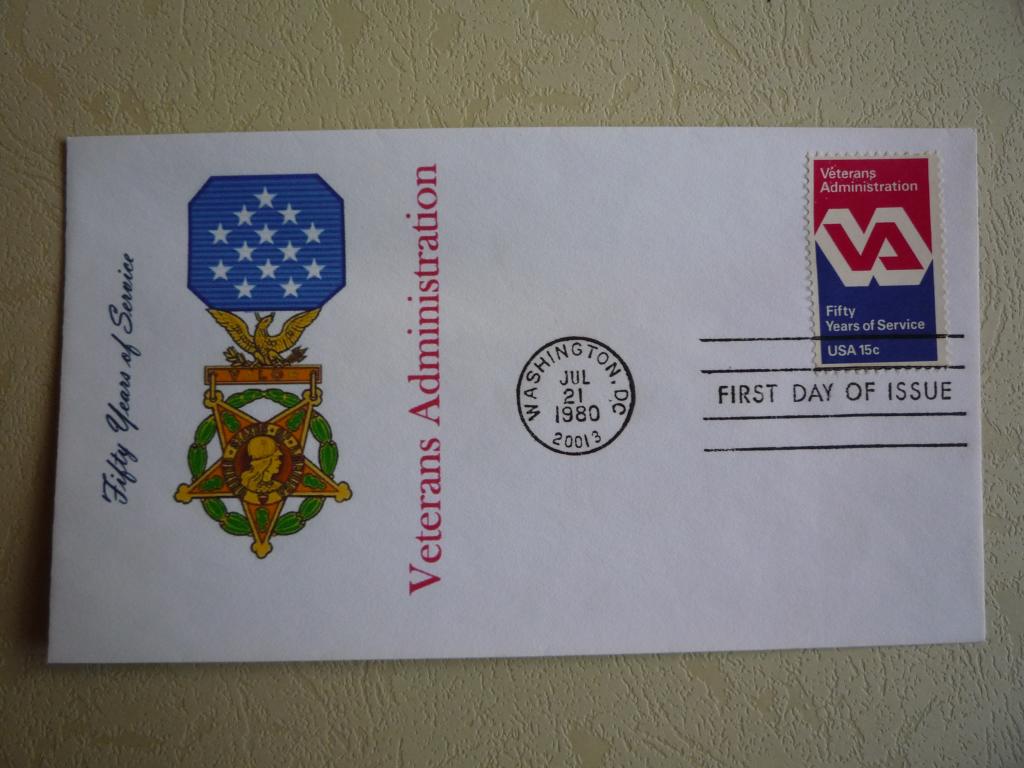 Fifty Years of Service
Veterans Administration
WASHINGTON, DC
JUL
21
1980
20013
Veterans
Administration
VA
Fifty
Years of Service
USA 15c
FIRST DAY OF ISSUE